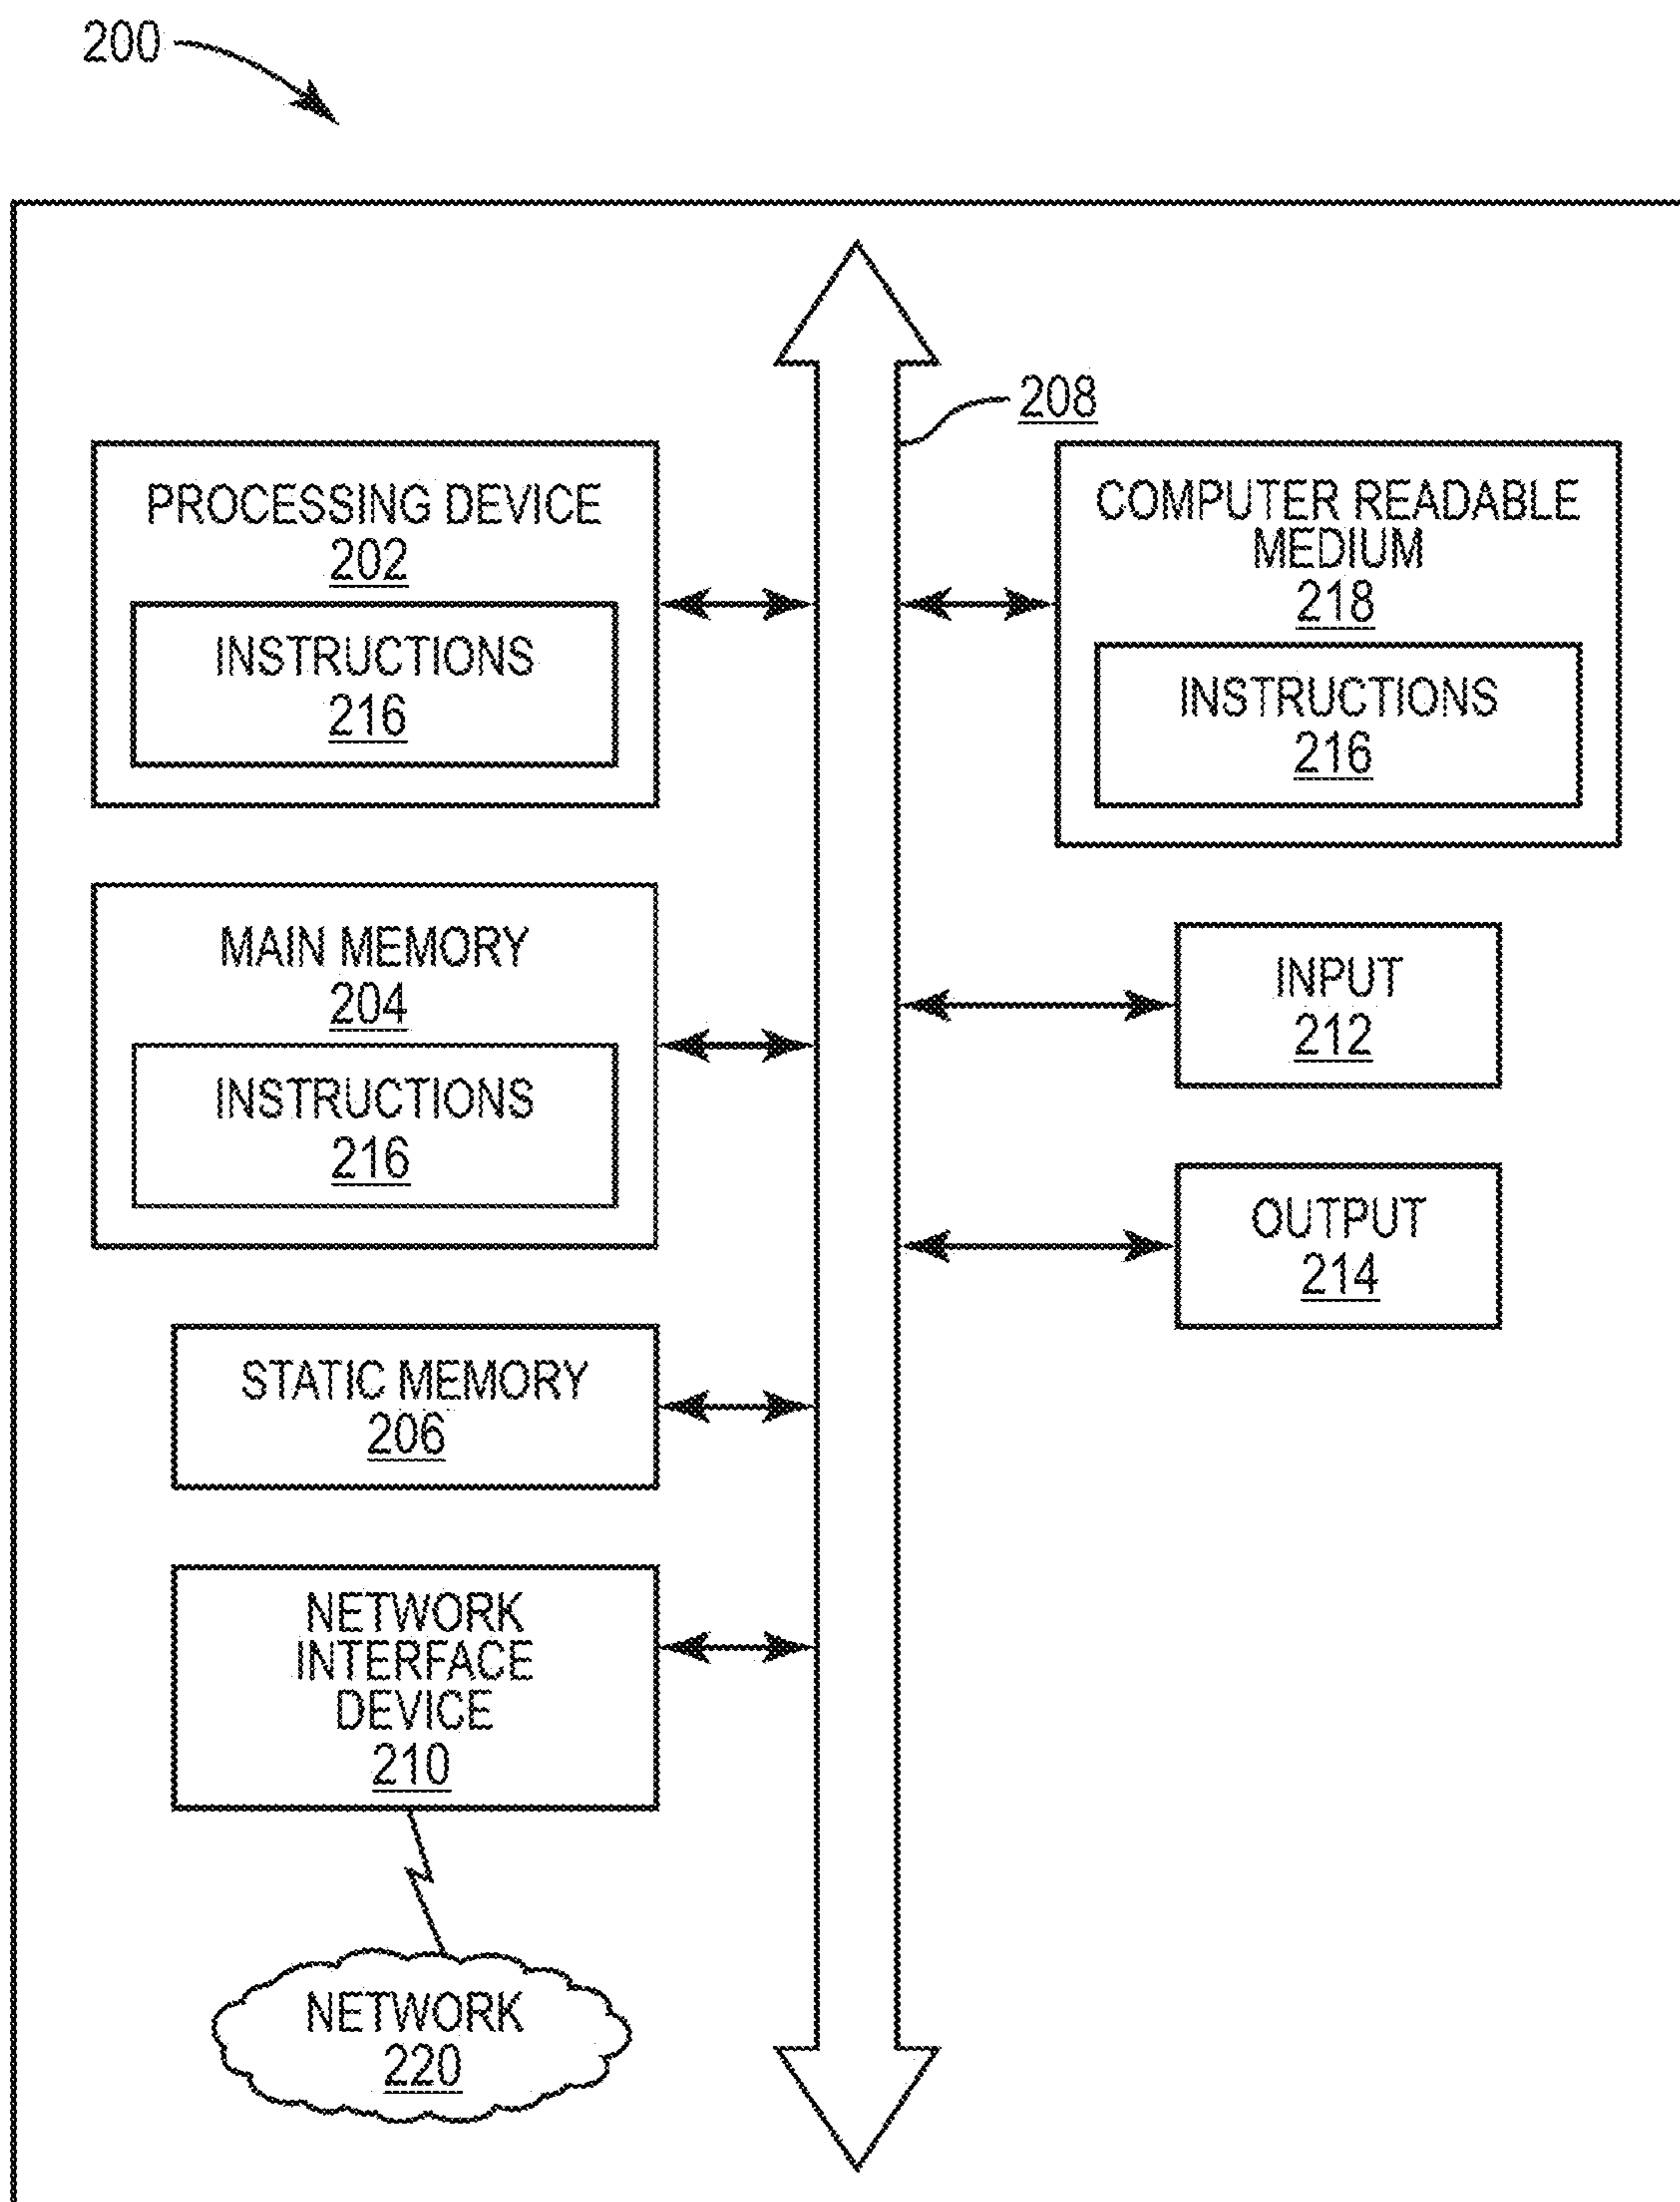 200
208
PROCESSING DEVICE
202
INSTRUCTIONS
216
COMPUTER READABLE
MEDIUM
218
INSTRUCTIONS
216
MAIN MEMORY
204
INSTRUCTIONS
216
INPUT
212
OUTPUT
214
STATIC MEMORY
206
NETWORK
INTERFACE
DEVICE
210
NETWORK
220